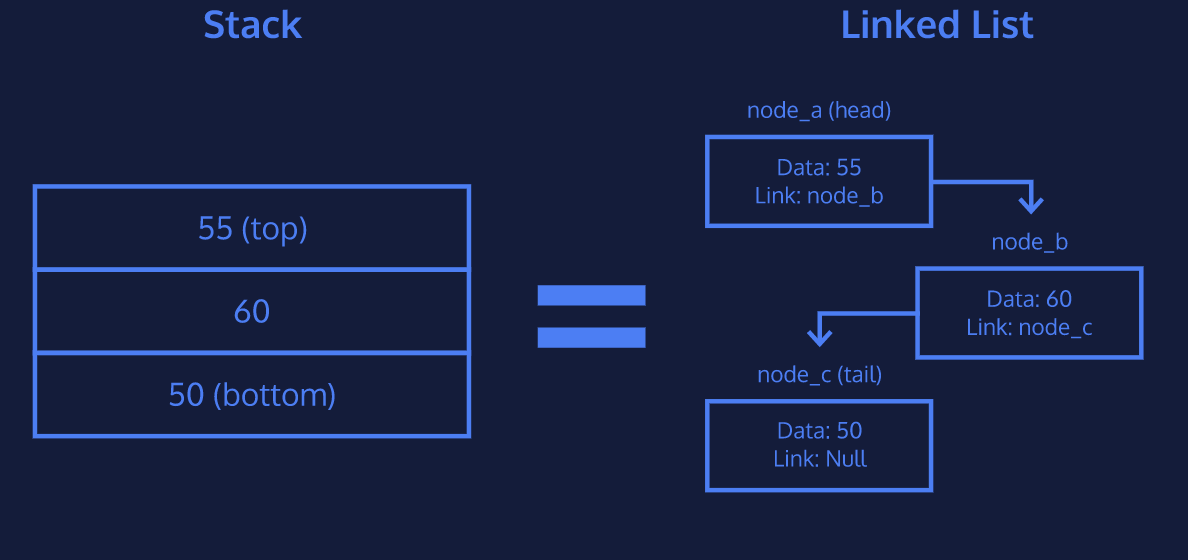 Stack
55 (top)
60
50 (bottom)
Linked List
node_a (head)
Data: 55
Link: node_b
node_b
Data: 60
Link: node_c
node_c (tail)
Data: 50
Link: Null